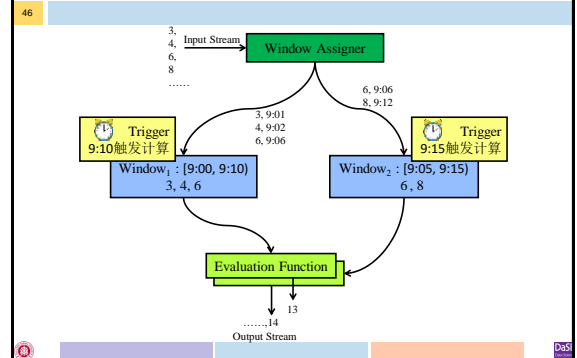 46
3,
4,
6,
8
……
Input Stream
Window Assigner
3, 9:01
4, 9:02
6, 9:06
6, 9:06
8, 9:12
Trigger
9:10触发计算
Trigger
9:15触发计算
Window₁ : [9:00, 9:10)
3, 4, 6
Window₂ : [9:05, 9:15)
6 , 8
Evaluation Function
13
……,14
Output Stream
DaSE